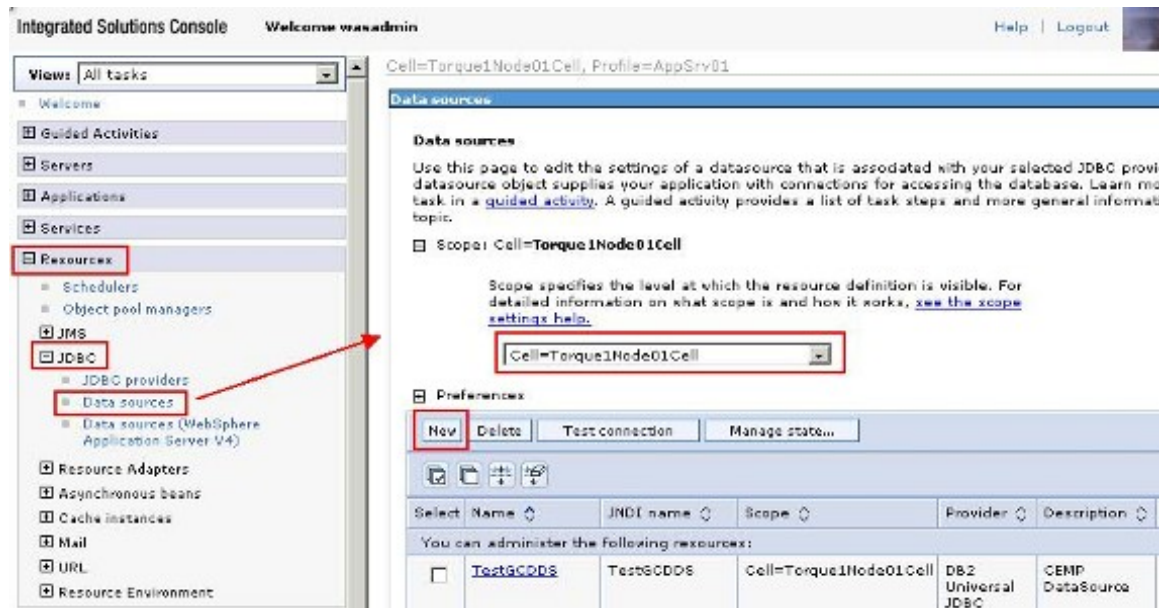 Integrated Solutions Console Welcome wasadmin Help | Logout
View: All tasks
Welcome
Guided Activities
Servers
Applications
Services
Resources
Schedulers
Object pool managers
JMS
JDBC
JDBC providers
Data sources
Data sources (WebSphere
Application Server V4)
Resource Adapters
Asynchronous beans
Cache instances
Mail
URL
Resource Environment
Cell=Torque1Node01Cell, Profile=AppSrv01
Data sources
Data sources
Use this page to edit the settings of a datasource that is associated with your selected JDBC provi
datasource object supplies your application with connections for accessing the database. Learn mo
task in a guided activity. A guided activity provides a list of task steps and more general informat
topic.
Scope: Cell=Torque1Node01Cell
Scope specifies the level at which the resource definition is visible. For
detailed information on what scope is and how it works, see the scope
settings help.
Cell=Torque1Node01Cell
Preferences
New Delete Test connection Manage state...
Select Name JNDI name Scope Provider Description
You can administer the following resources:
TestGCDDS TestGCDDS Cell=Torque1Node01Cell DB2 CEMP
Universal DataSource
JDBC